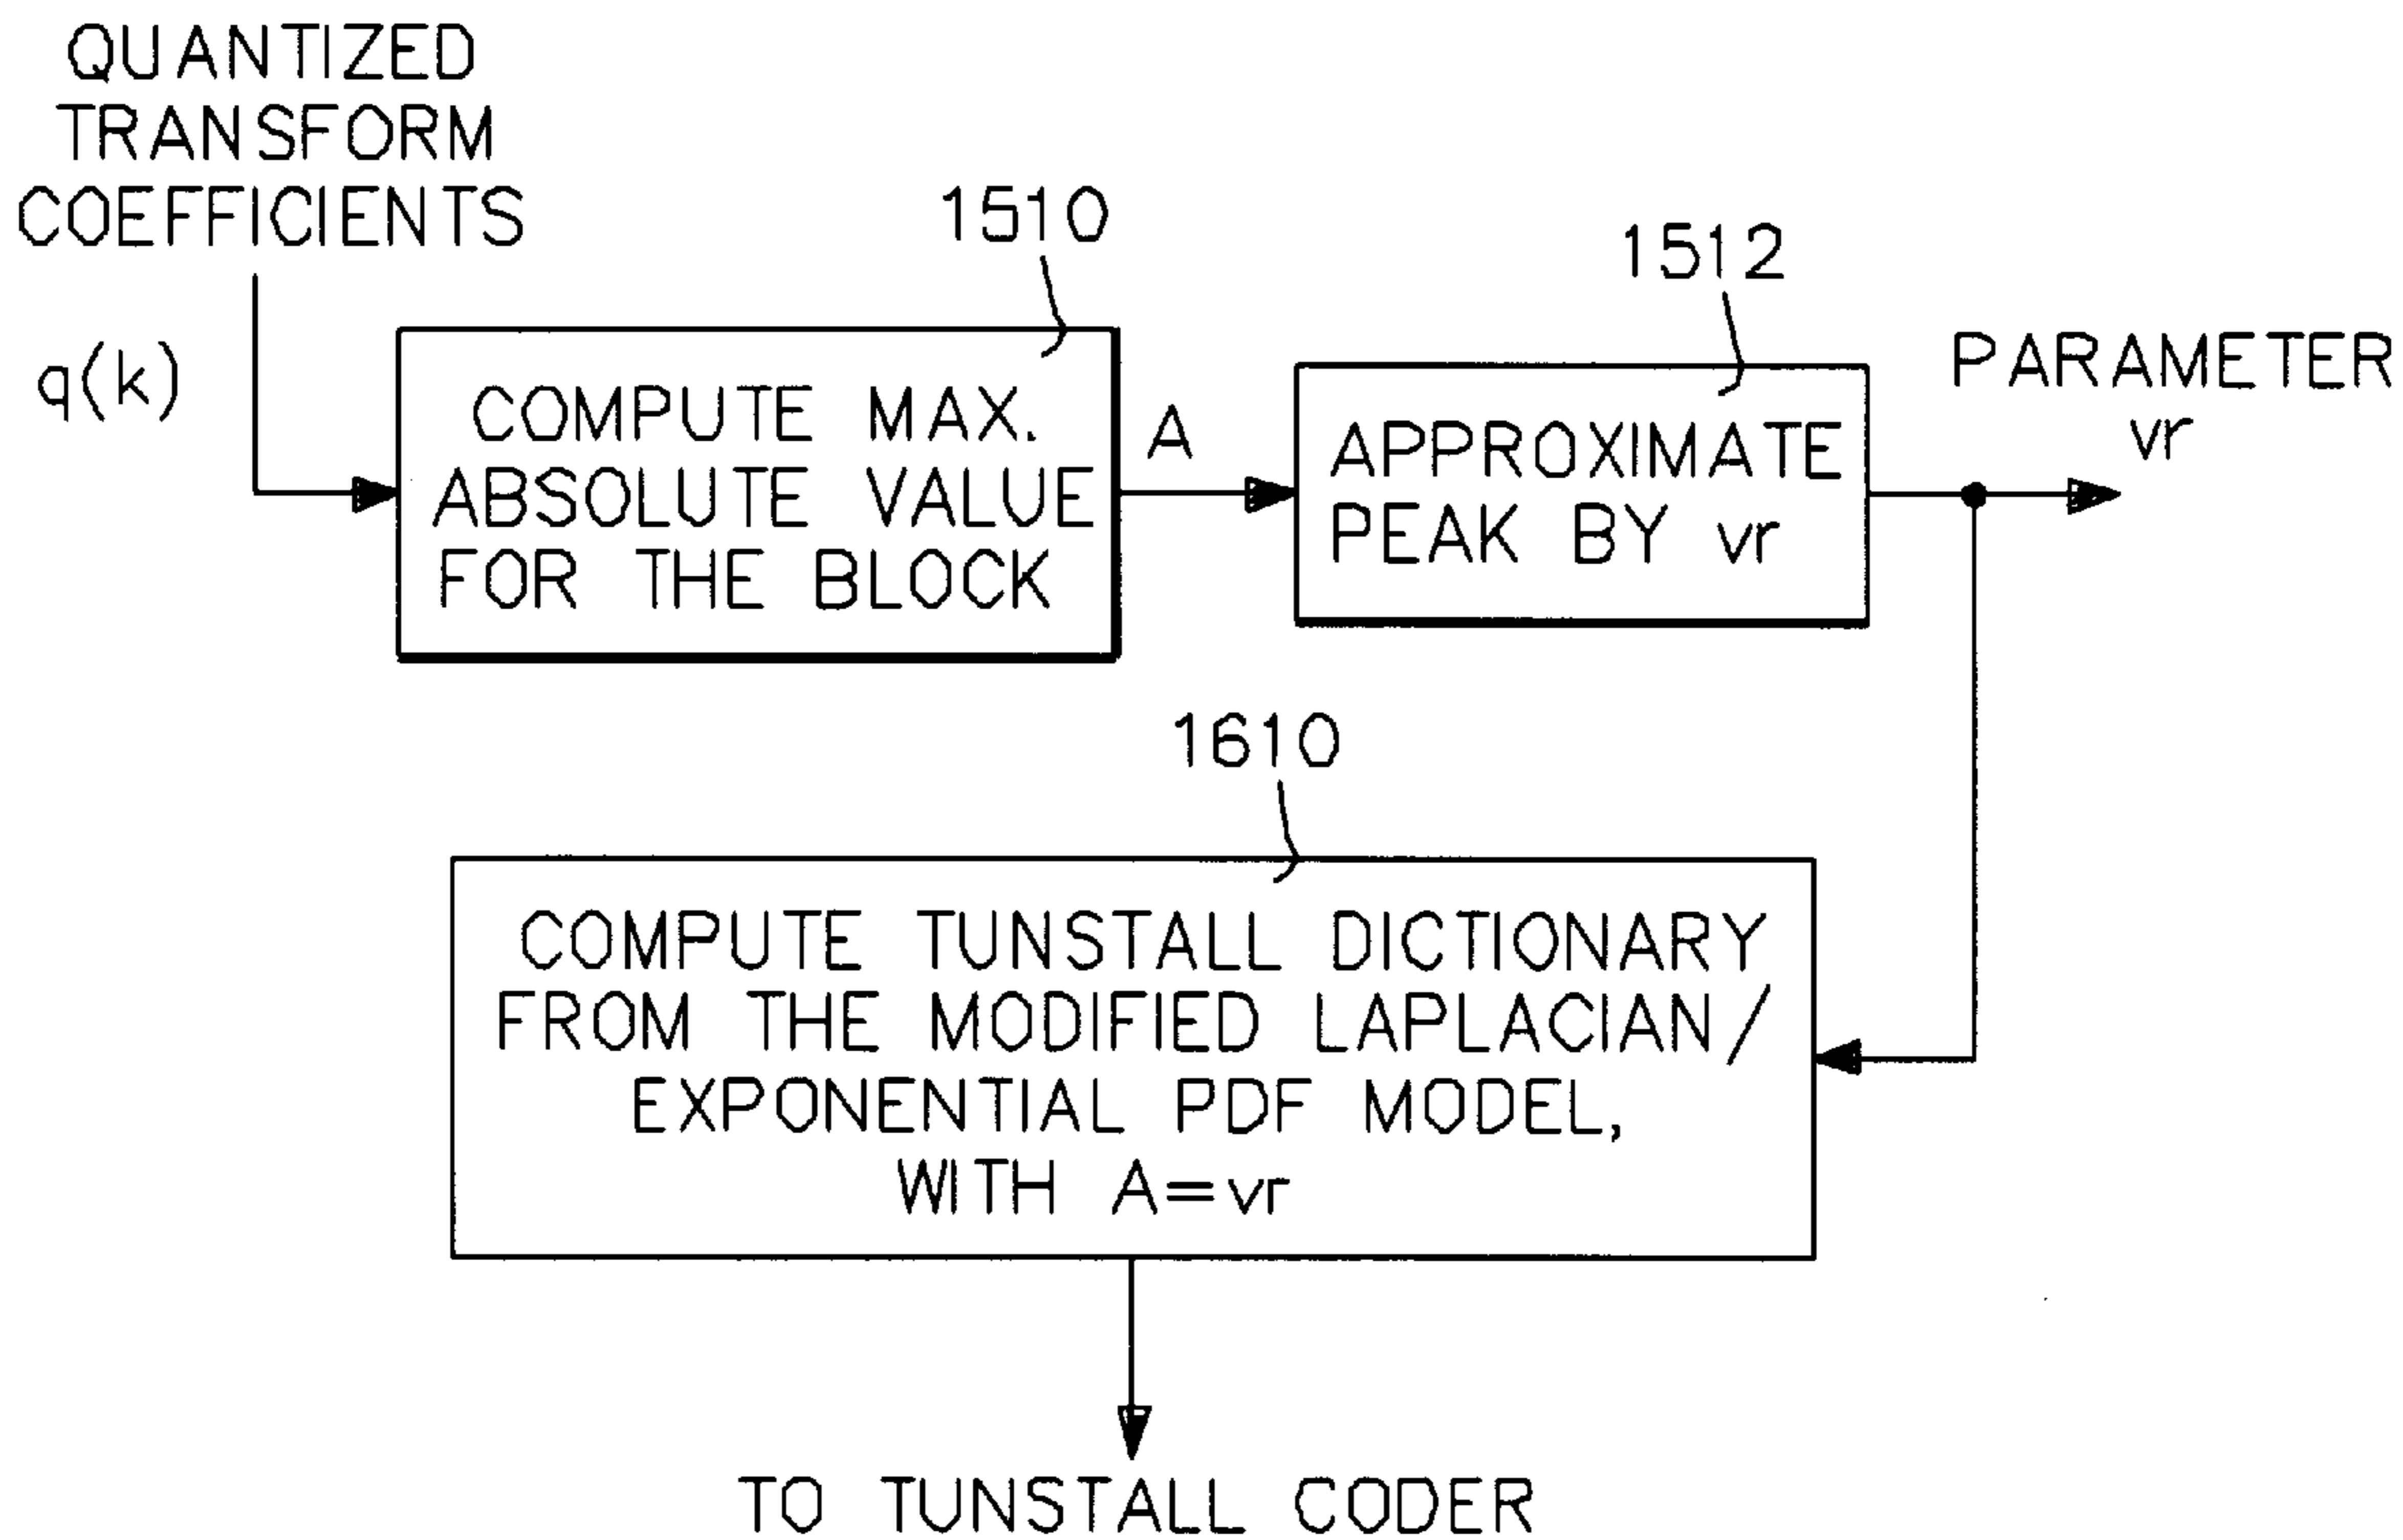 QUANTIZED
TRANSFORM
COEFFICIENTS
q(k)
1510
COMPUTE MAX.
ABSOLUTE VALUE
FOR THE BLOCK
A
1512
APPROXIMATE
PEAK BY vr
PARAMETER
vr
1610
COMPUTE TUNSTALL DICTIONARY
FROM THE MODIFIED LAPLACIAN/
EXPONENTIAL PDF MODEL,
WITH A=vr
TO TUNSTALL CODER